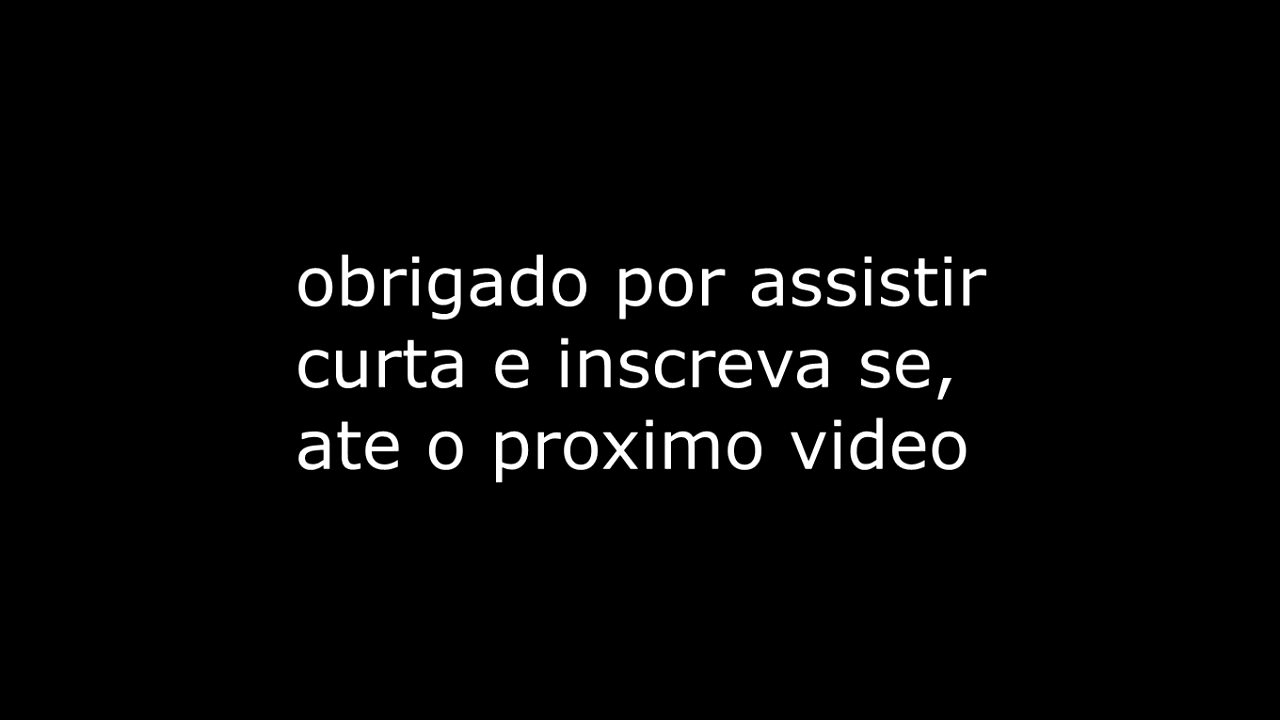 obrigado por assistir
curta e inscreva se,
ate o proximo video